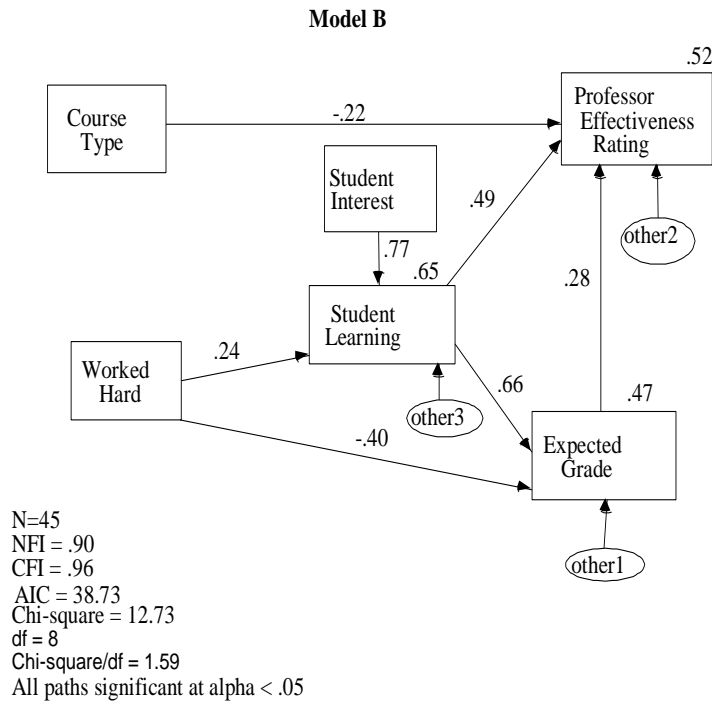 Model B
.52
Course
Type
-.22
Professor
Effectiveness
Rating
Student
Interest
.49
other2
.77
.65
.28
Student
Learning
Worked
Hard
.24
.66
other3
.47
-.40
Expected
Grade
other1
N=45
NFI = .90
CFI = .96
AIC = 38.73
Chi-square = 12.73
df = 8
Chi-square/df = 1.59
All paths significant at alpha < .05